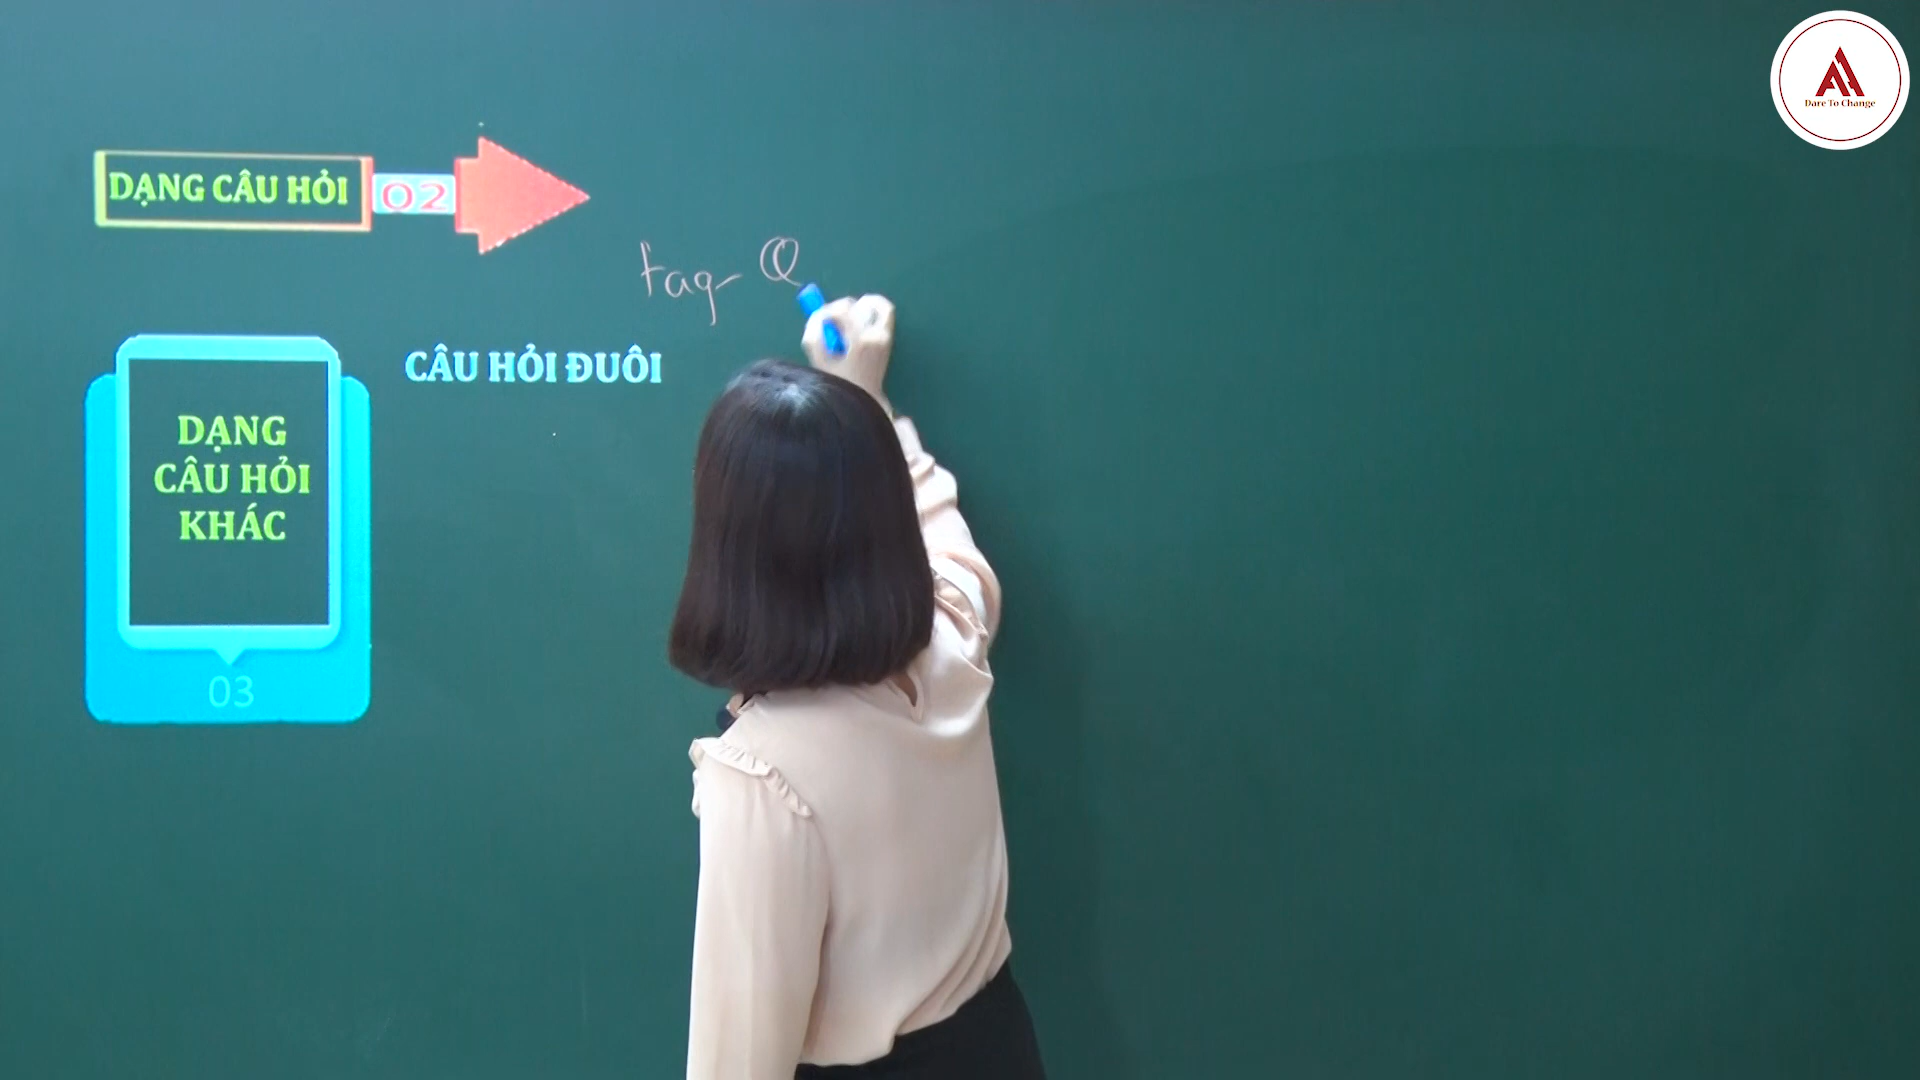 Dare To Change
DẠNG CÂU HỎI 02
tag- Q
CÂU HỎI ĐUÔI
DẠNG
CÂU HỎI
KHÁC
03